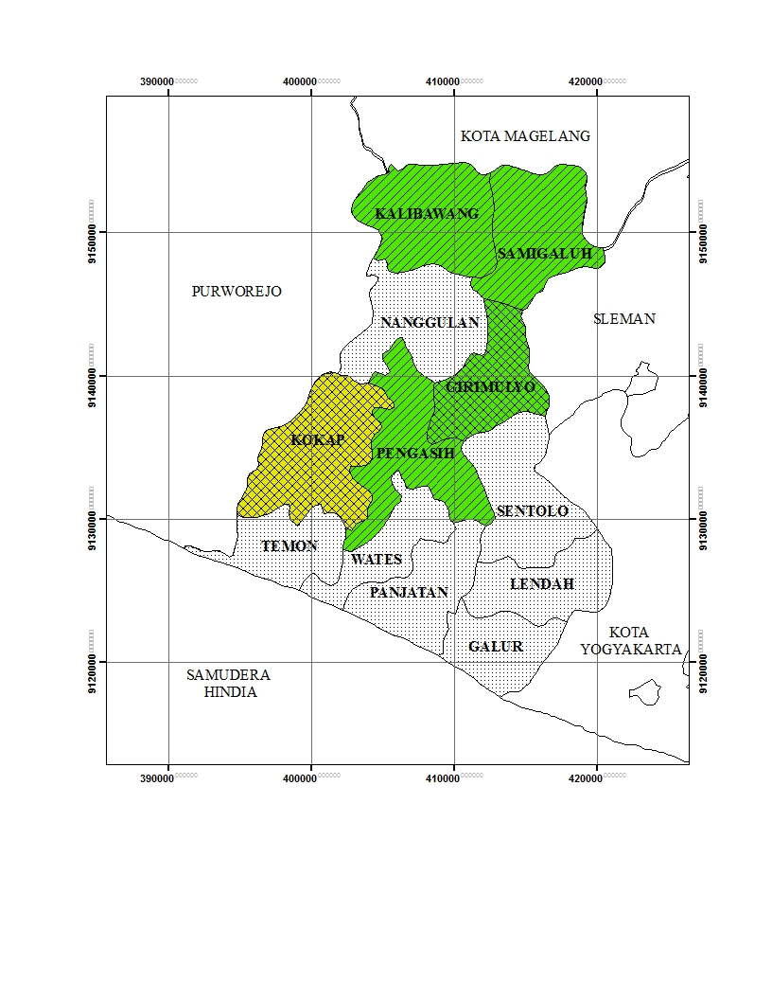 390000 400000 410000 420000
KOTA MAGELANG
KALIBAWANG
9150000 9150000
SAMIGALUH
PURWOREJO
SLEMAN
NANGGULAN
9140000 9140000
GIRIMULYO
KOKAP
PENGASIH
SENTOLO
9130000 9130000
TEMON
WATES
LENDAH
PANJATAN
KOTA
YOGYAKARTA
GALUR
9120000 9120000
SAMUDERA
HINDIA
390000 400000 410000 420000